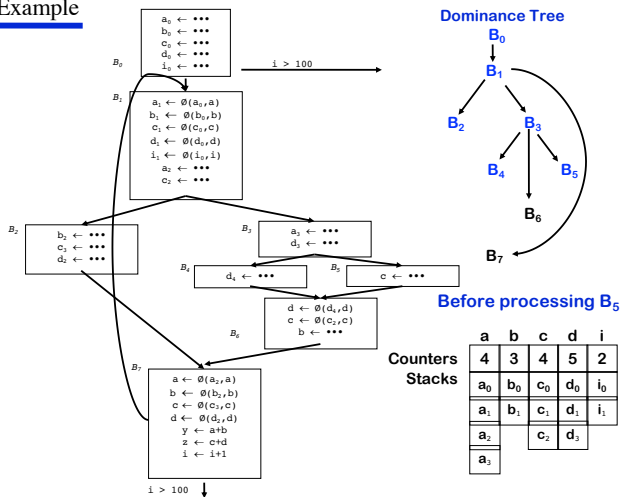 Example
a₀ ← •••
b₀ ← •••
c₀ ← •••
d₀ ← •••
i₀ ← •••
B₀
i > 100
B₁
a₁ ← Ø(a₀,a)
b₁ ← Ø(b₀,b)
c₁ ← Ø(c₀,c)
d₁ ← Ø(d₀,d)
i₁ ← Ø(i₀,i)
a₂ ← •••
c₂ ← •••
B₂
b₂ ← •••
c₃ ← •••
d₂ ← •••
B₃
a₃ ← •••
d₃ ← •••
B₄
d₄ ← •••
B₅
c ← •••
d ← Ø(d₄,d)
c ← Ø(c₂,c)
b ← •••
B₆
B₇
a ← Ø(a₂,a)
b ← Ø(b₂,b)
c ← Ø(c₃,c)
d ← Ø(d₂,d)
y ← a+b
z ← c+d
i ← i+1
i > 100
Dominance Tree
B₀
B₁
B₂ B₃
B₄ B₅
B₆
B₇
Before processing B₅
a b c d i
Counters 4 3 4 5 2
Stacks a₀ b₀ c₀ d₀ i₀
a₁ b₁ c₁ d₁ i₁
a₂ c₂ d₃
a₃